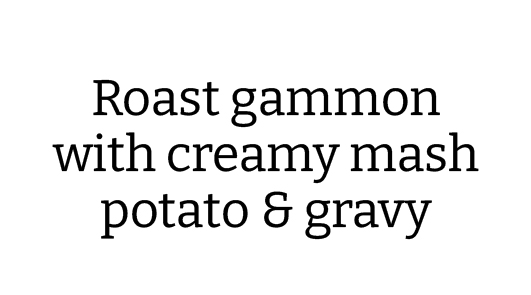 Roast gammon
with creamy mash
potato & gravy